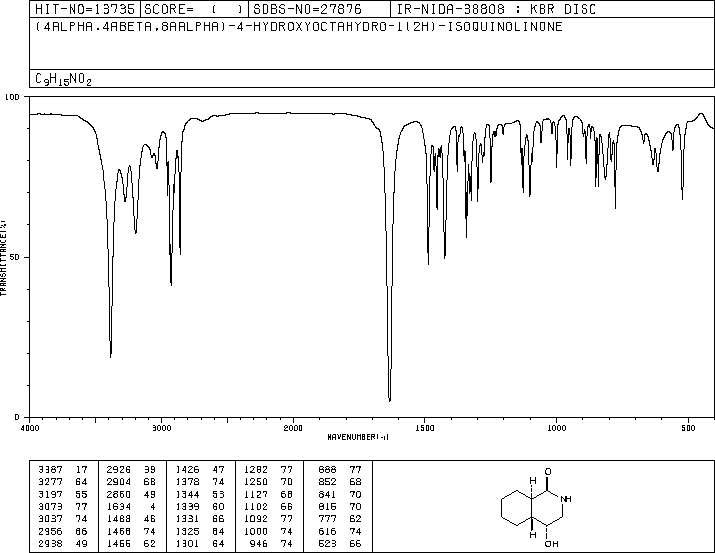 HIT-NO=13735 SCORE= ( ) SDBS-NO=27876 IR-NIDA-38808 : KBR DISC
(4ALPHA,4ABETA,8AALPHA)-4-HYDROXYOCTAHYDRO-1(2H)-ISOQUINOLINONE
C9H15NO2
100
TRANSMITTANCE(%)
50
0
4000 3000 2000 1500 1000 500
WAVENUMBER(-1)
3387 17 2926 39 1426 47 1282 77 888 77
3277 64 2904 68 1378 74 1250 70 852 68
3197 55 2860 49 1344 53 1127 68 841 70
3073 77 1634 4 1339 60 1102 66 815 70
3037 74 1488 46 1331 66 1092 77 777 62
2956 66 1468 74 1325 64 1000 74 616 74
2938 49 1466 62 1301 64 946 74 523 66
O
H
NH
H
OH